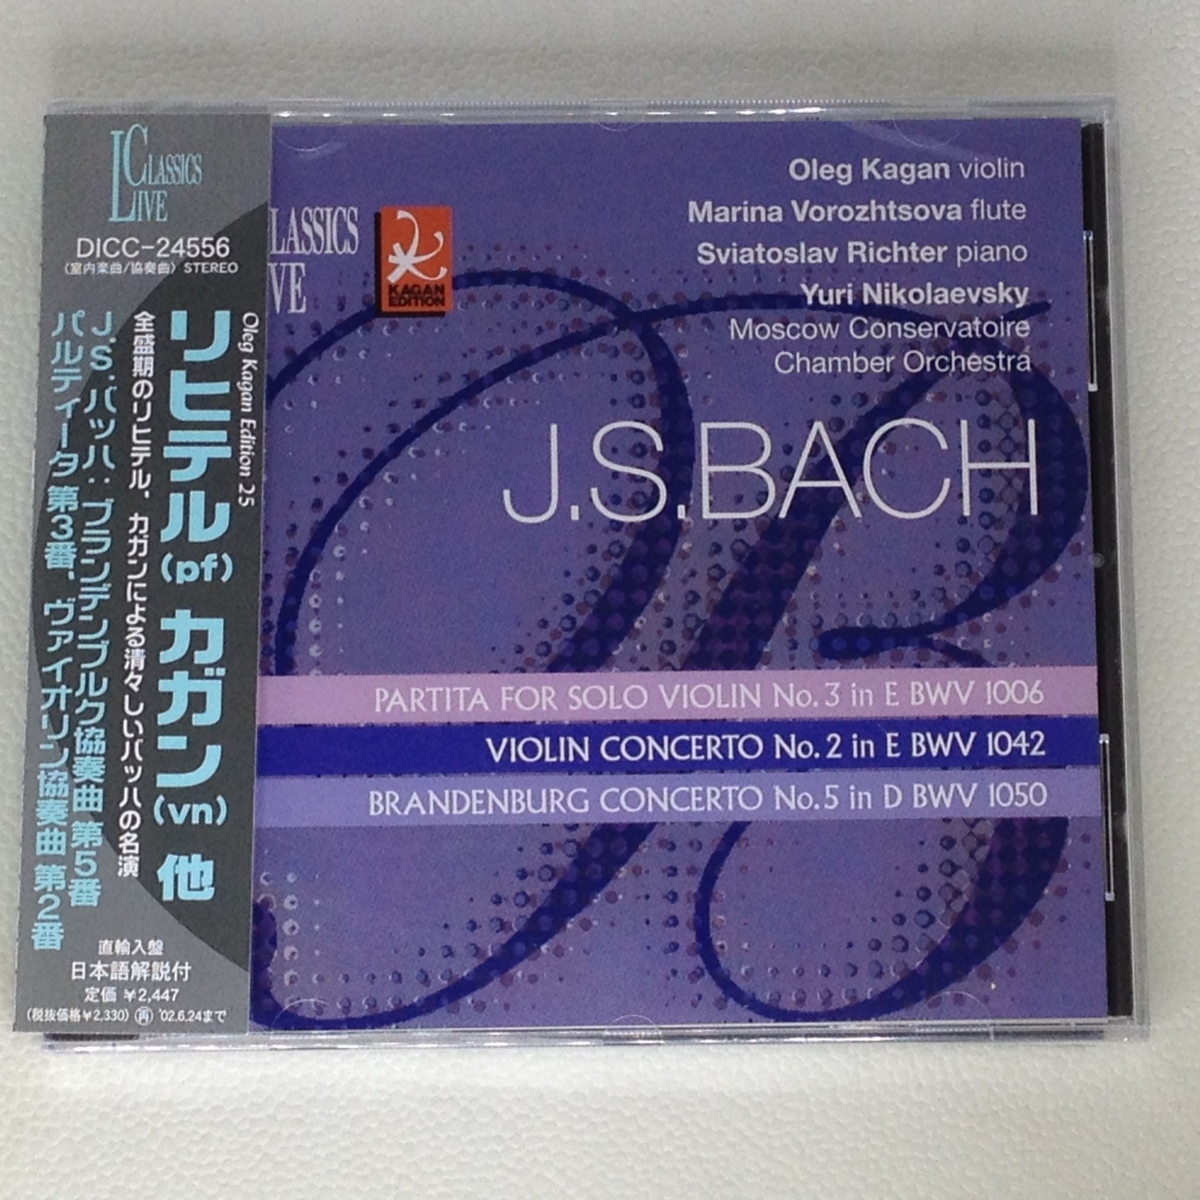 CLASSICS
LIVE
DICC-24556
(室内楽曲/協奏曲) STEREO
Oleg Kagan Edition 25
リヒテル(pf) カガン(vn) 他
全盛期のリヒテル、カガンによる清々しいバッハの名演
J.S.バッハ:ブランデンブルク協奏曲 第5番
パルティータ 第3番、ヴァイオリン協奏曲 第2番
直輸入盤
日本語解説付
定価 ¥2,447
(税抜価格¥2,330) 再 '02.6.24まで
LASSICS
VE
KAGAN
EDITION
Oleg Kagan violin
Marina Vorozhtsova flute
Sviatoslav Richter piano
Yuri Nikolaevsky
Moscow Conservatoire
Chamber Orchestra
J.S.BACH
PARTITA FOR SOLO VIOLIN No.3 in E BWV 1006
VIOLIN CONCERTO No.2 in E BWV 1042
BRANDENBURG CONCERTO No.5 in D BWV 1050